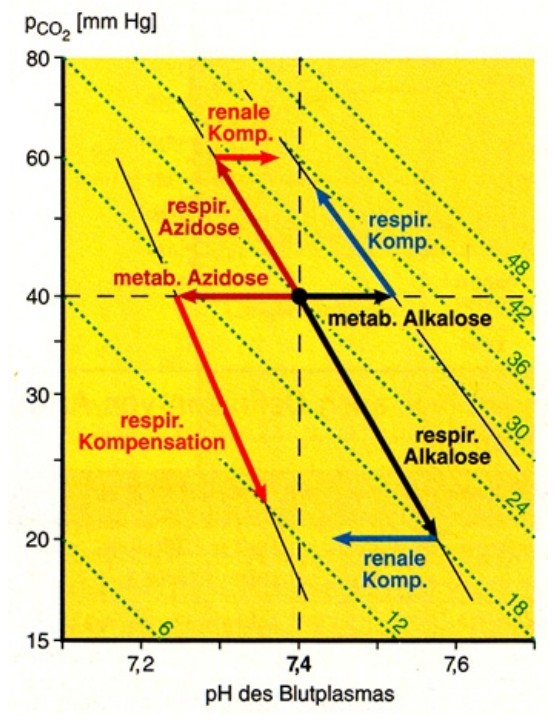 pCO2 [mm Hg]
80
60
40
30
20
15
renale
Komp.
respir.
Azidose
respir.
Komp.
metab. Azidose
metab. Alkalose
respir.
Kompensation
respir.
Alkalose
renale
Komp.
48
42
36
30
24
18
12
6
7,2
7,4
7,6
pH des Blutplasmas